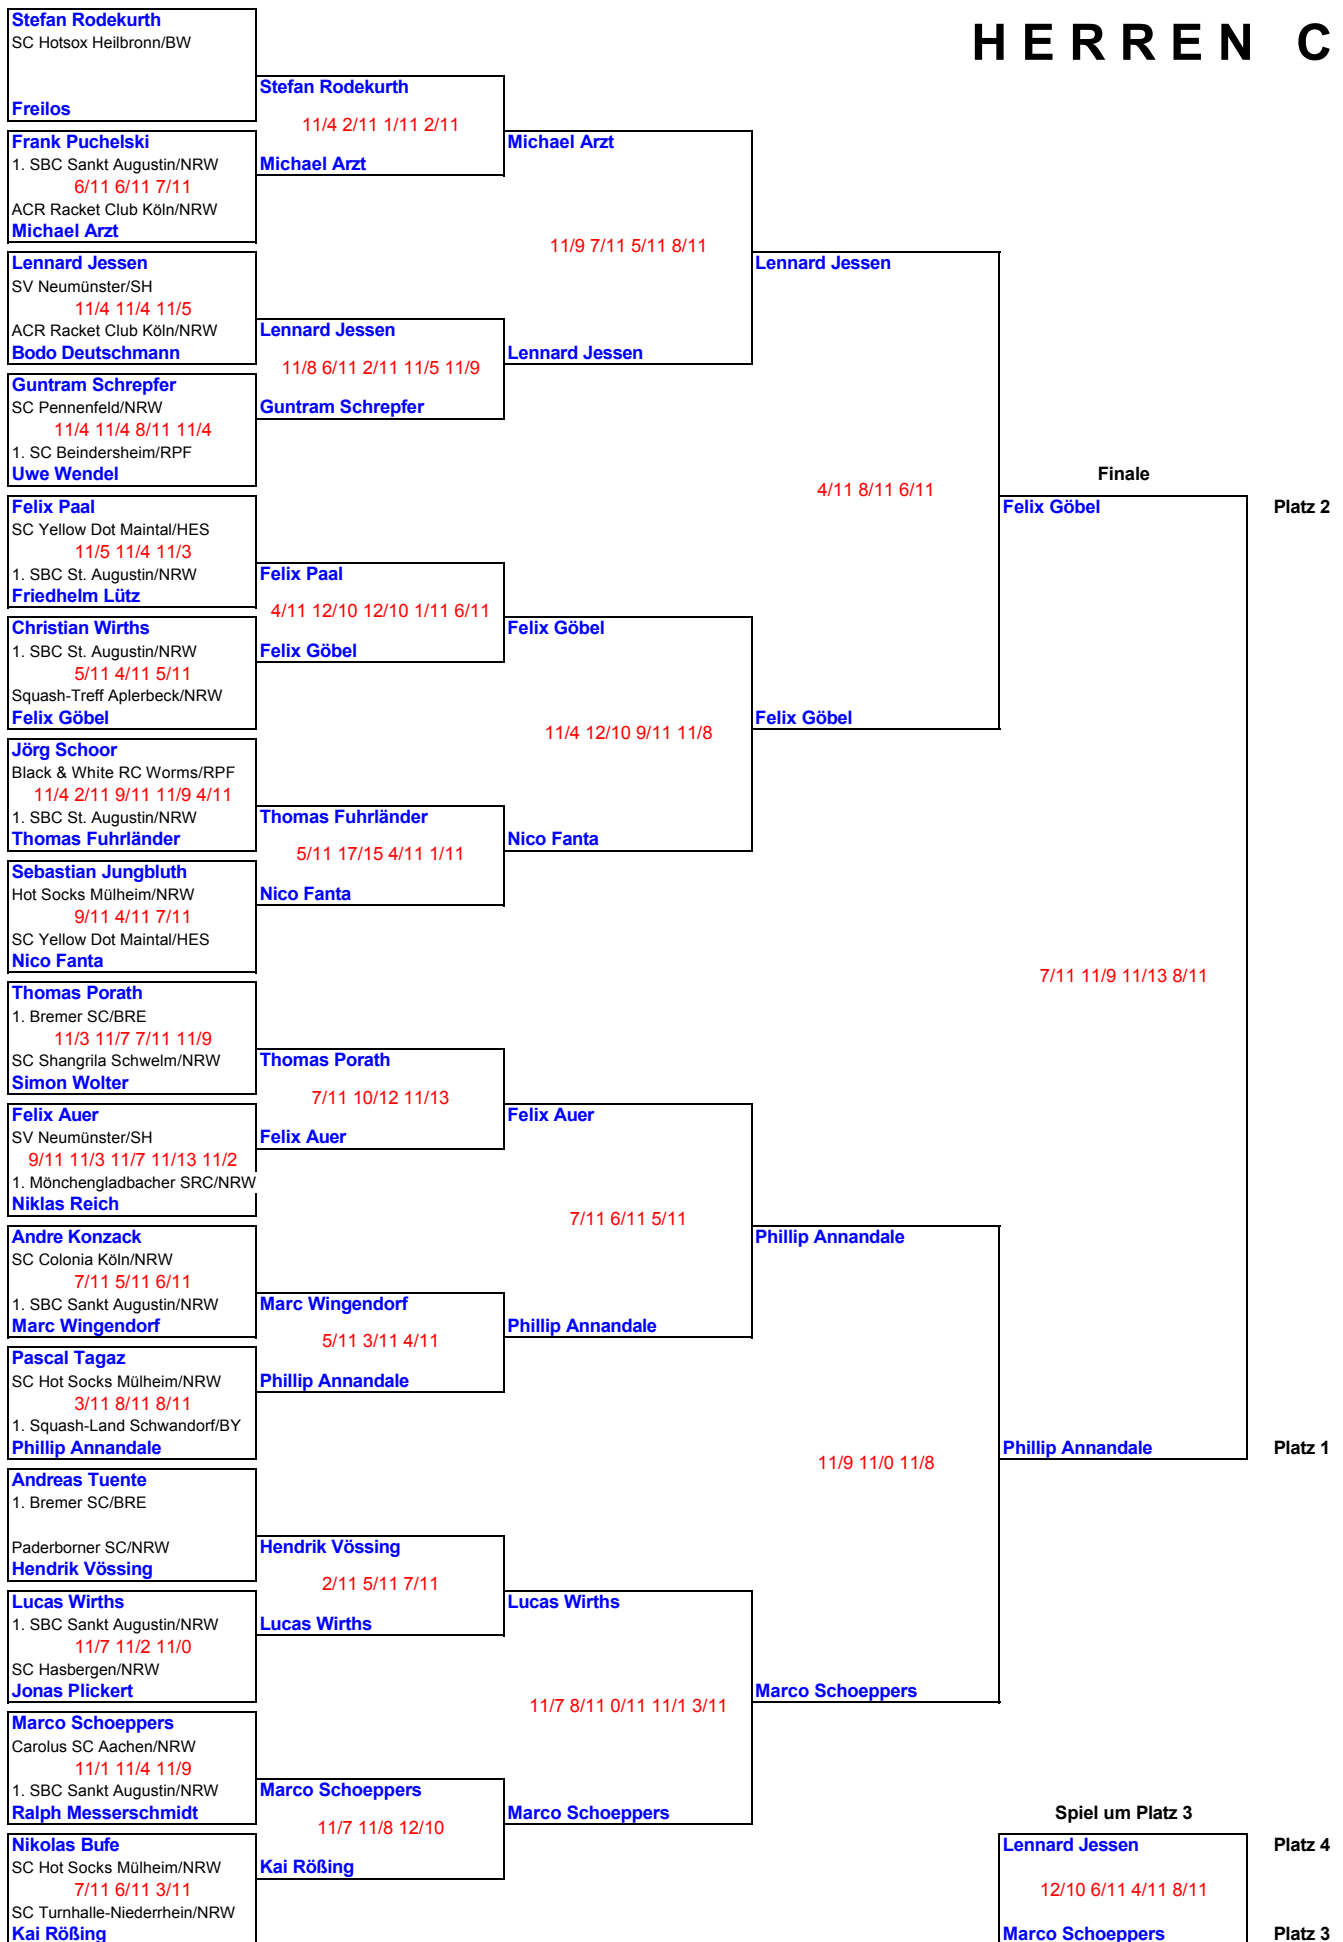 HERREN C
Stefan Rodekurth
SC Hotsox Heilbronn/BW
Freilos
Frank Puchelski
1. SBC Sankt Augustin/NRW
6/11 6/11 7/11
ACR Racket Club Köln/NRW
Michael Arzt
Lennard Jessen
SV Neumünster/SH
11/4 11/4 11/5
ACR Racket Club Köln/NRW
Bodo Deutschmann
Guntram Schrepfer
SC Pennenfeld/NRW
11/4 11/4 8/11 11/4
1. SC Beindersheim/RPF
Uwe Wendel
Felix Paal
SC Yellow Dot Maintal/HES
11/5 11/4 11/3
1. SBC St. Augustin/NRW
Friedhelm Lütz
Christian Wirths
1. SBC St. Augustin/NRW
5/11 4/11 5/11
Squash-Treff Aplerbeck/NRW
Felix Göbel
Jörg Schoor
Black & White RC Worms/RPF
11/4 2/11 9/11 11/9 4/11
1. SBC St. Augustin/NRW
Thomas Fuhrländer
Sebastian Jungbluth
Hot Socks Mülheim/NRW
9/11 4/11 7/11
SC Yellow Dot Maintal/HES
Nico Fanta
Thomas Porath
1. Bremer SC/BRE
11/3 11/7 7/11 11/9
SC Shangrila Schwelm/NRW
Simon Wolter
Felix Auer
SV Neumünster/SH
9/11 11/3 11/7 11/13 11/2
1. Mönchengladbacher SRC/NRW
Niklas Reich
Andre Konzack
SC Colonia Köln/NRW
7/11 5/11 6/11
1. SBC Sankt Augustin/NRW
Marc Wingendorf
Pascal Tagaz
SC Hot Socks Mülheim/NRW
3/11 8/11 8/11
1. Squash-Land Schwandorf/BY
Phillip Annandale
Andreas Tuente
1. Bremer SC/BRE
Paderborner SC/NRW
Hendrik Vössing
Lucas Wirths
1. SBC Sankt Augustin/NRW
11/7 11/2 11/0
SC Hasbergen/NRW
Jonas Plickert
Marco Schoeppers
Carolus SC Aachen/NRW
11/1 11/4 11/9
1. SBC Sankt Augustin/NRW
Ralph Messerschmidt
Nikolas Bufe
SC Hot Socks Mülheim/NRW
7/11 6/11 3/11
SC Turnhalle-Niederrhein/NRW
Kai Rößing
Stefan Rodekurth
11/4 2/11 1/11 2/11
Michael Arzt
Lennard Jessen
11/8 6/11 2/11 11/5 11/9
Guntram Schrepfer
Felix Paal
4/11 12/10 12/10 1/11 6/11
Felix Göbel
Thomas Fuhrländer
5/11 17/15 4/11 1/11
Nico Fanta
Thomas Porath
7/11 10/12 11/13
Felix Auer
Marc Wingendorf
5/11 3/11 4/11
Phillip Annandale
Hendrik Vössing
2/11 5/11 7/11
Lucas Wirths
Marco Schoeppers
11/7 11/8 12/10
Kai Rößing
Michael Arzt
11/9 7/11 5/11 8/11
Lennard Jessen
Felix Göbel
11/4 12/10 9/11 11/8
Nico Fanta
Felix Auer
7/11 6/11 5/11
Phillip Annandale
Lucas Wirths
11/7 8/11 0/11 11/1 3/11
Marco Schoeppers
Lennard Jessen
4/11 8/11 6/11
Felix Göbel
Phillip Annandale
11/9 11/0 11/8
Marco Schoeppers
Finale
Felix Göbel
Platz 2
7/11 11/9 11/13 8/11
Phillip Annandale
Platz 1
Spiel um Platz 3
Lennard Jessen
Platz 4
12/10 6/11 4/11 8/11
Marco Schoeppers
Platz 3